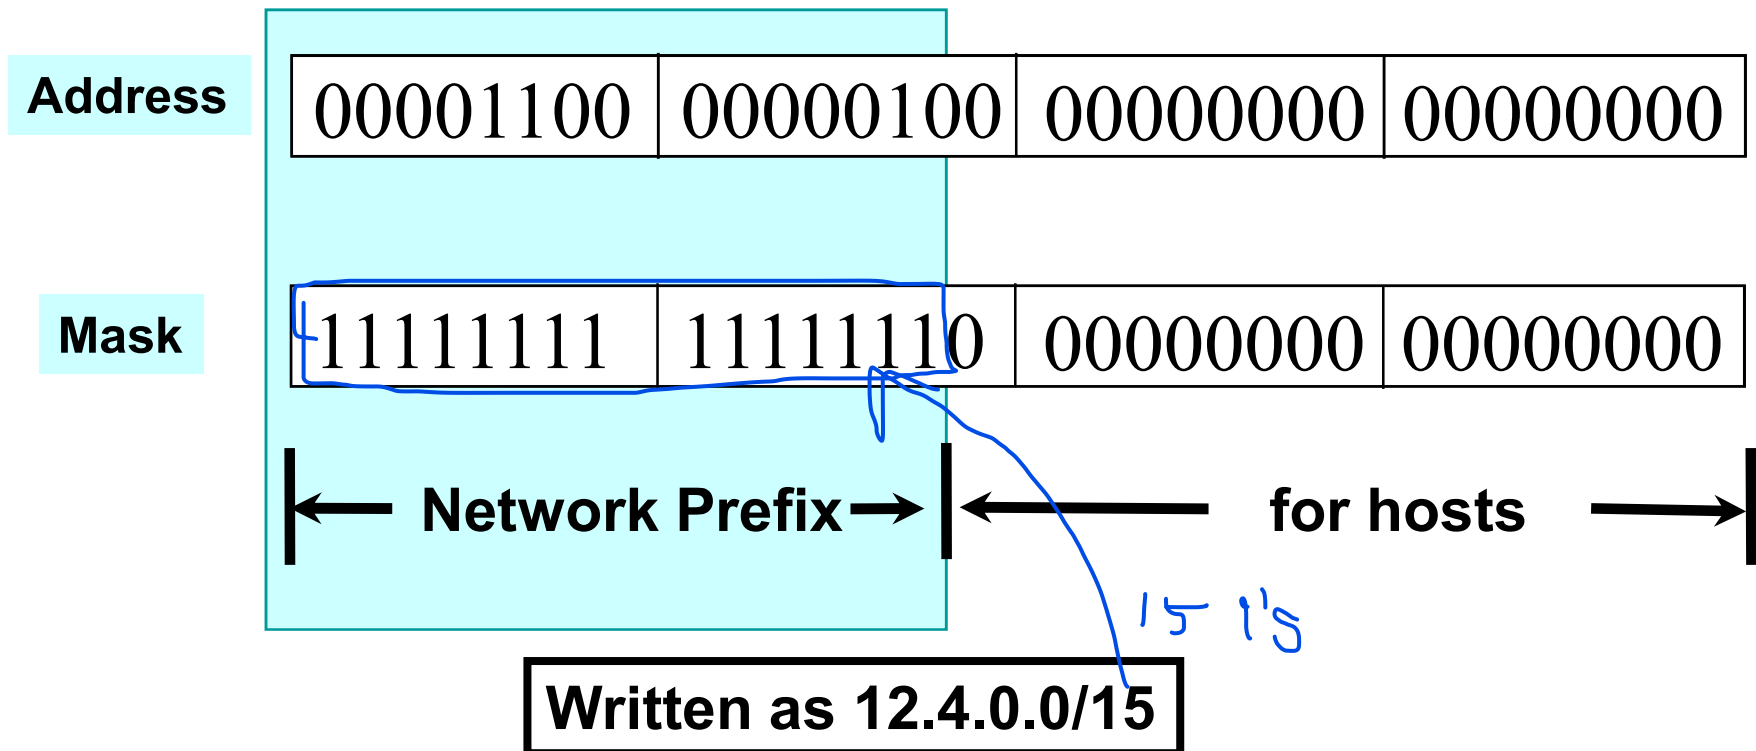 Address 00001100 00000100 00000000 00000000
Mask 11111111 11111110 00000000 00000000
Network Prefix for hosts
15 1's
Written as 12.4.0.0/15